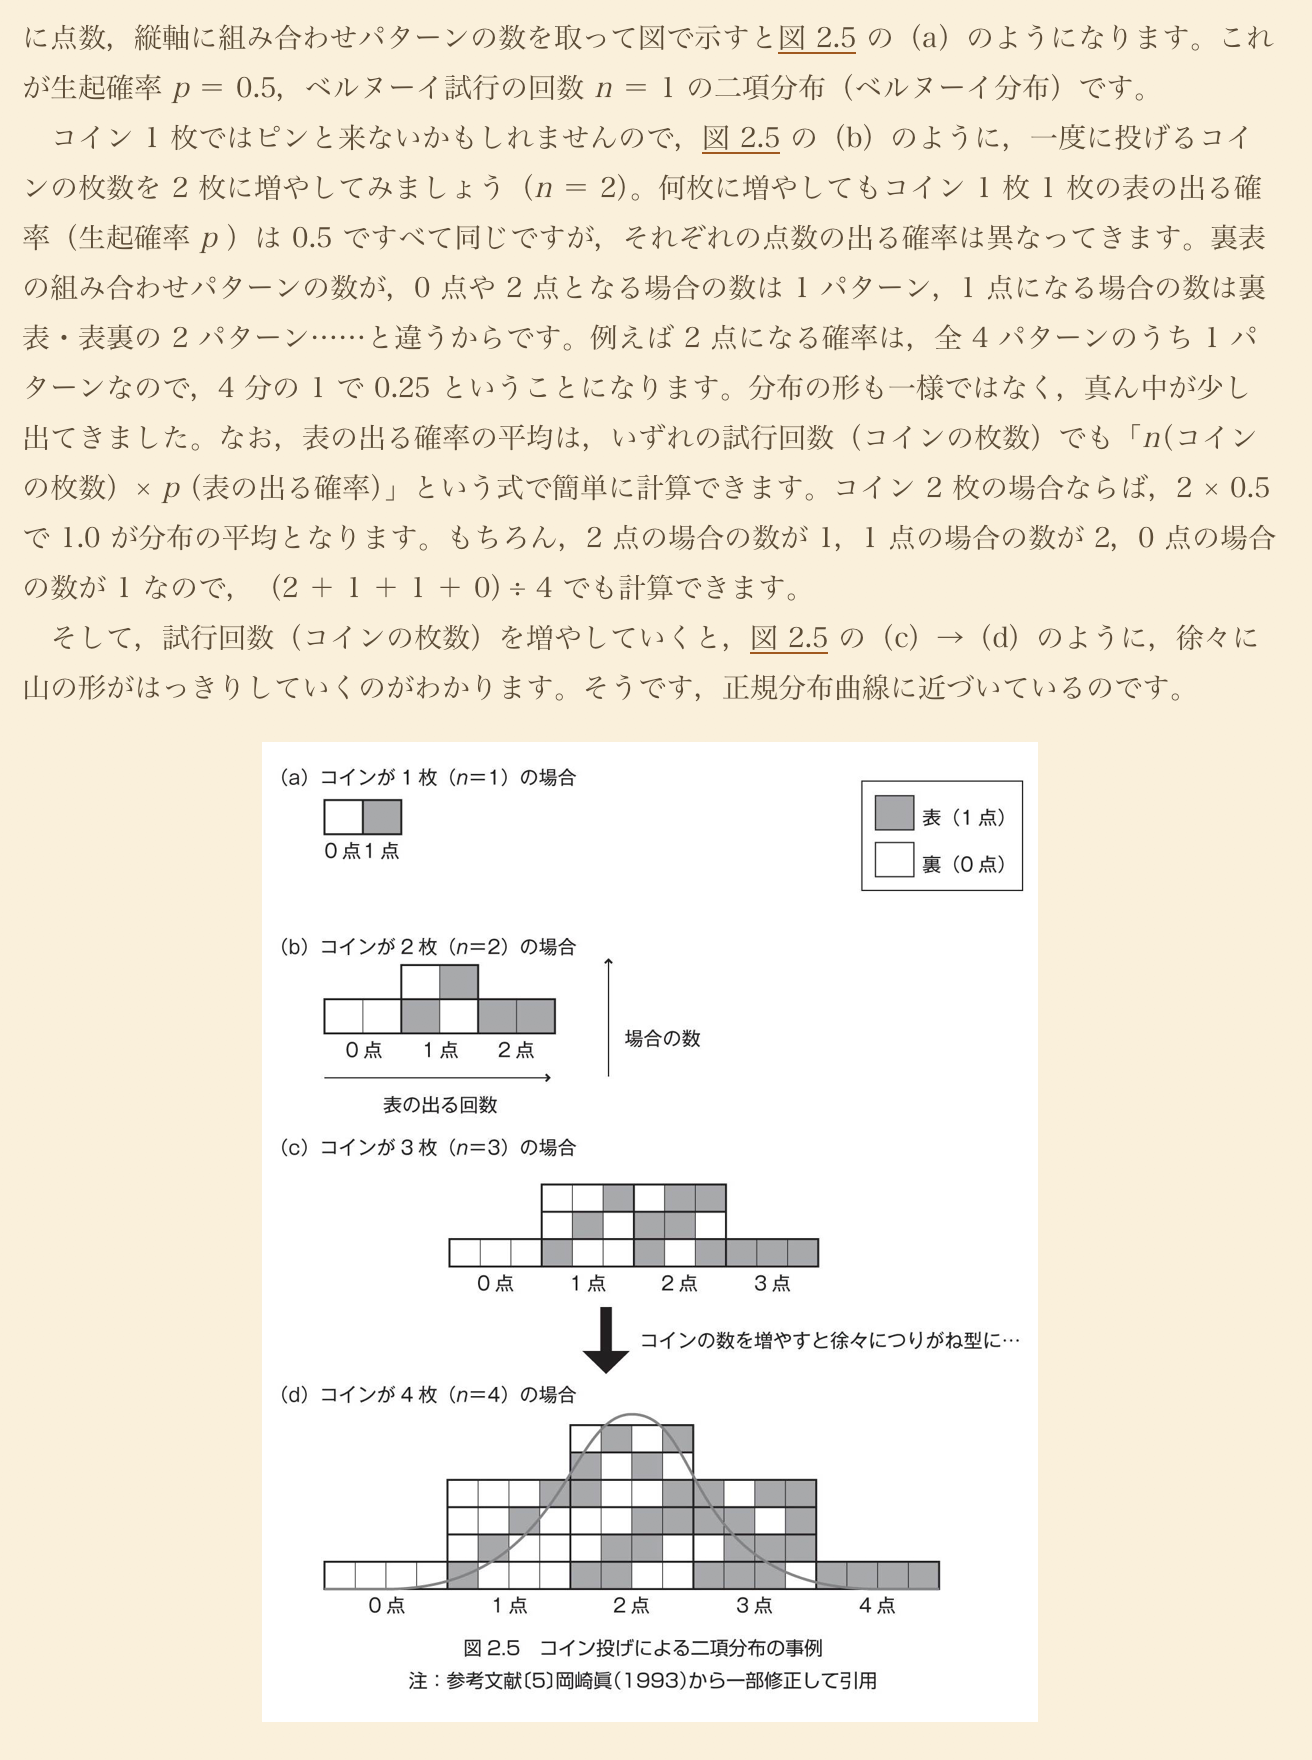 に点数，縦軸に組み合わせパターンの数を取って図で示すと図 2.5 の（a）のようになります。これ
が生起確率 p ＝ 0.5，ベルヌーイ試行の回数 n ＝ 1 の二項分布（ベルヌーイ分布）です。
コイン 1 枚ではピンと来ないかもしれませんので，図 2.5 の（b）のように，一度に投げるコイ
ンの枚数を 2 枚に増やしてみましょう（n ＝ 2）。何枚に増やしてもコイン 1 枚 1 枚の表の出る確
率（生起確率 p ）は 0.5 ですべて同じですが，それぞれの点数の出る確率は異なってきます。裏表
の組み合わせパターンの数が，0 点や 2 点となる場合の数は 1 パターン，1 点になる場合の数は裏
表・表裏の 2 パターン……と違うからです。例えば 2 点になる確率は，全 4 パターンのうち 1 パ
ターンなので，4 分の 1 で 0.25 ということになります。分布の形も一様ではなく，真ん中が少し
出てきました。なお，表の出る確率の平均は，いずれの試行回数（コインの枚数）でも「n(コイン
の枚数）× p (表の出る確率)」という式で簡単に計算できます。コイン 2 枚の場合ならば，2 × 0.5
で 1.0 が分布の平均となります。もちろん，2 点の場合の数が 1，1 点の場合の数が 2，0 点の場合
の数が 1 なので，（2 ＋ 1 ＋ 1 ＋ 0）÷ 4 でも計算できます。
そして，試行回数（コインの枚数）を増やしていくと，図 2.5 の（c）→（d）のように，徐々に
山の形がはっきりしていくのがわかります。そうです，正規分布曲線に近づいているのです。
（a）コインが 1 枚（n＝1）の場合
0 点 1 点
表（1 点）
裏（0 点）
（b）コインが 2 枚（n＝2）の場合
0 点 1 点 2 点
場合の数
表の出る回数
（c）コインが 3 枚（n＝3）の場合
0 点 1 点 2 点 3 点
コインの数を増やすと徐々につりがね型に…
（d）コインが 4 枚（n＝4）の場合
0 点 1 点 2 点 3 点 4 点
図 2.5　コイン投げによる二項分布の事例
注：参考文献〔5〕岡崎眞（1993）から一部修正して引用